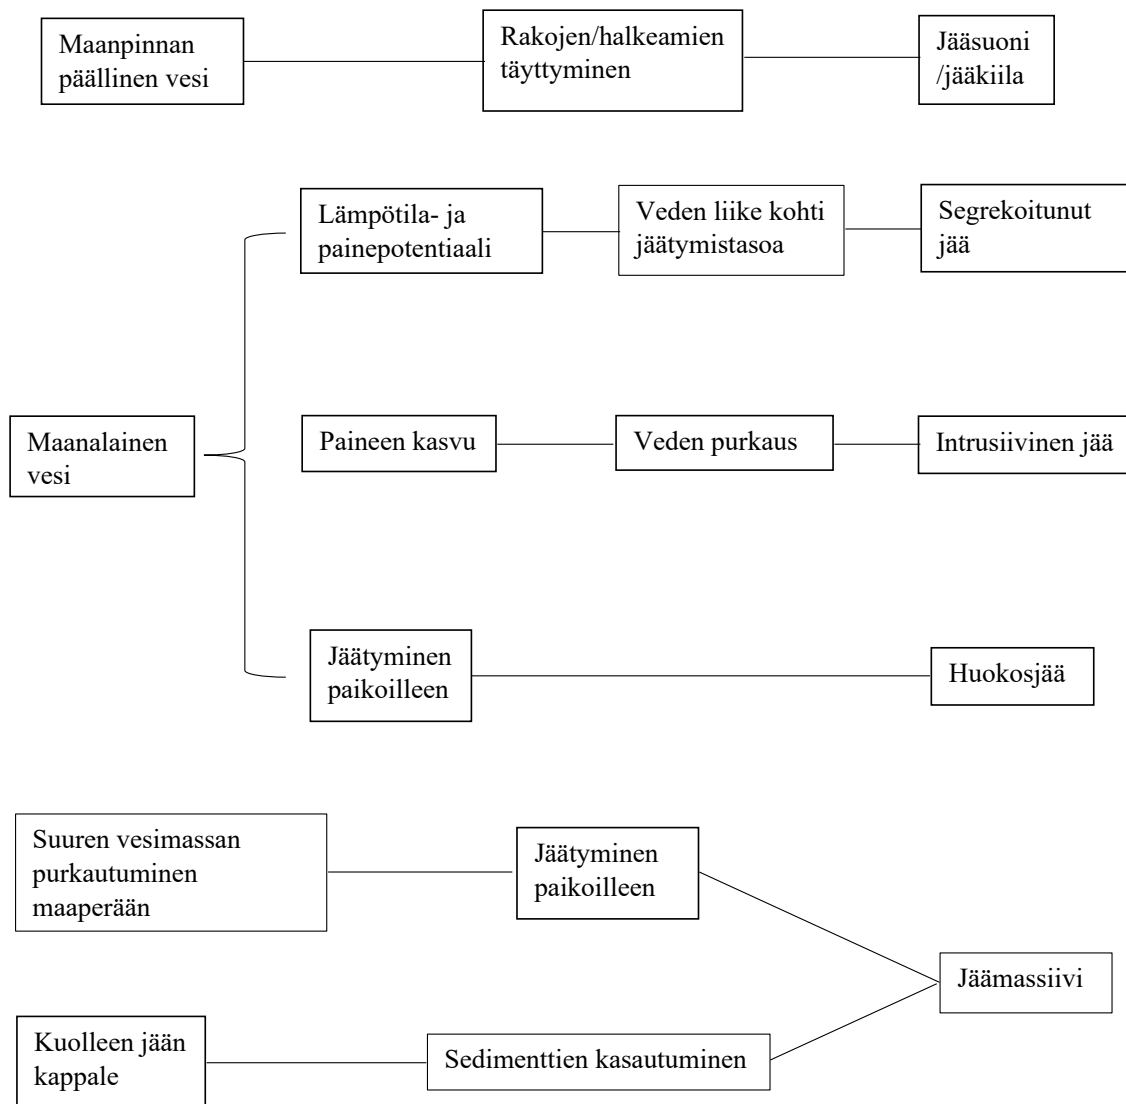 Maanpinnan
päällinen vesi
Rakojen/halkeamien
täyttyminen
Jääsuoni
/jääkiila
Lämpötila- ja
painepotentiaali
Veden liike kohti
jäätymistasoa
Segrekoitunut
jää
Maanalainen
vesi
Paineen kasvu
Veden purkaus
Intrusiivinen jää
Jäätyminen
paikoilleen
Huokosjää
Suuren vesimassan
purkautuminen
maaperään
Jäätyminen
paikoilleen
Jäämassiivi
Kuolleen jään
kappale
Sedimenttien kasautuminen